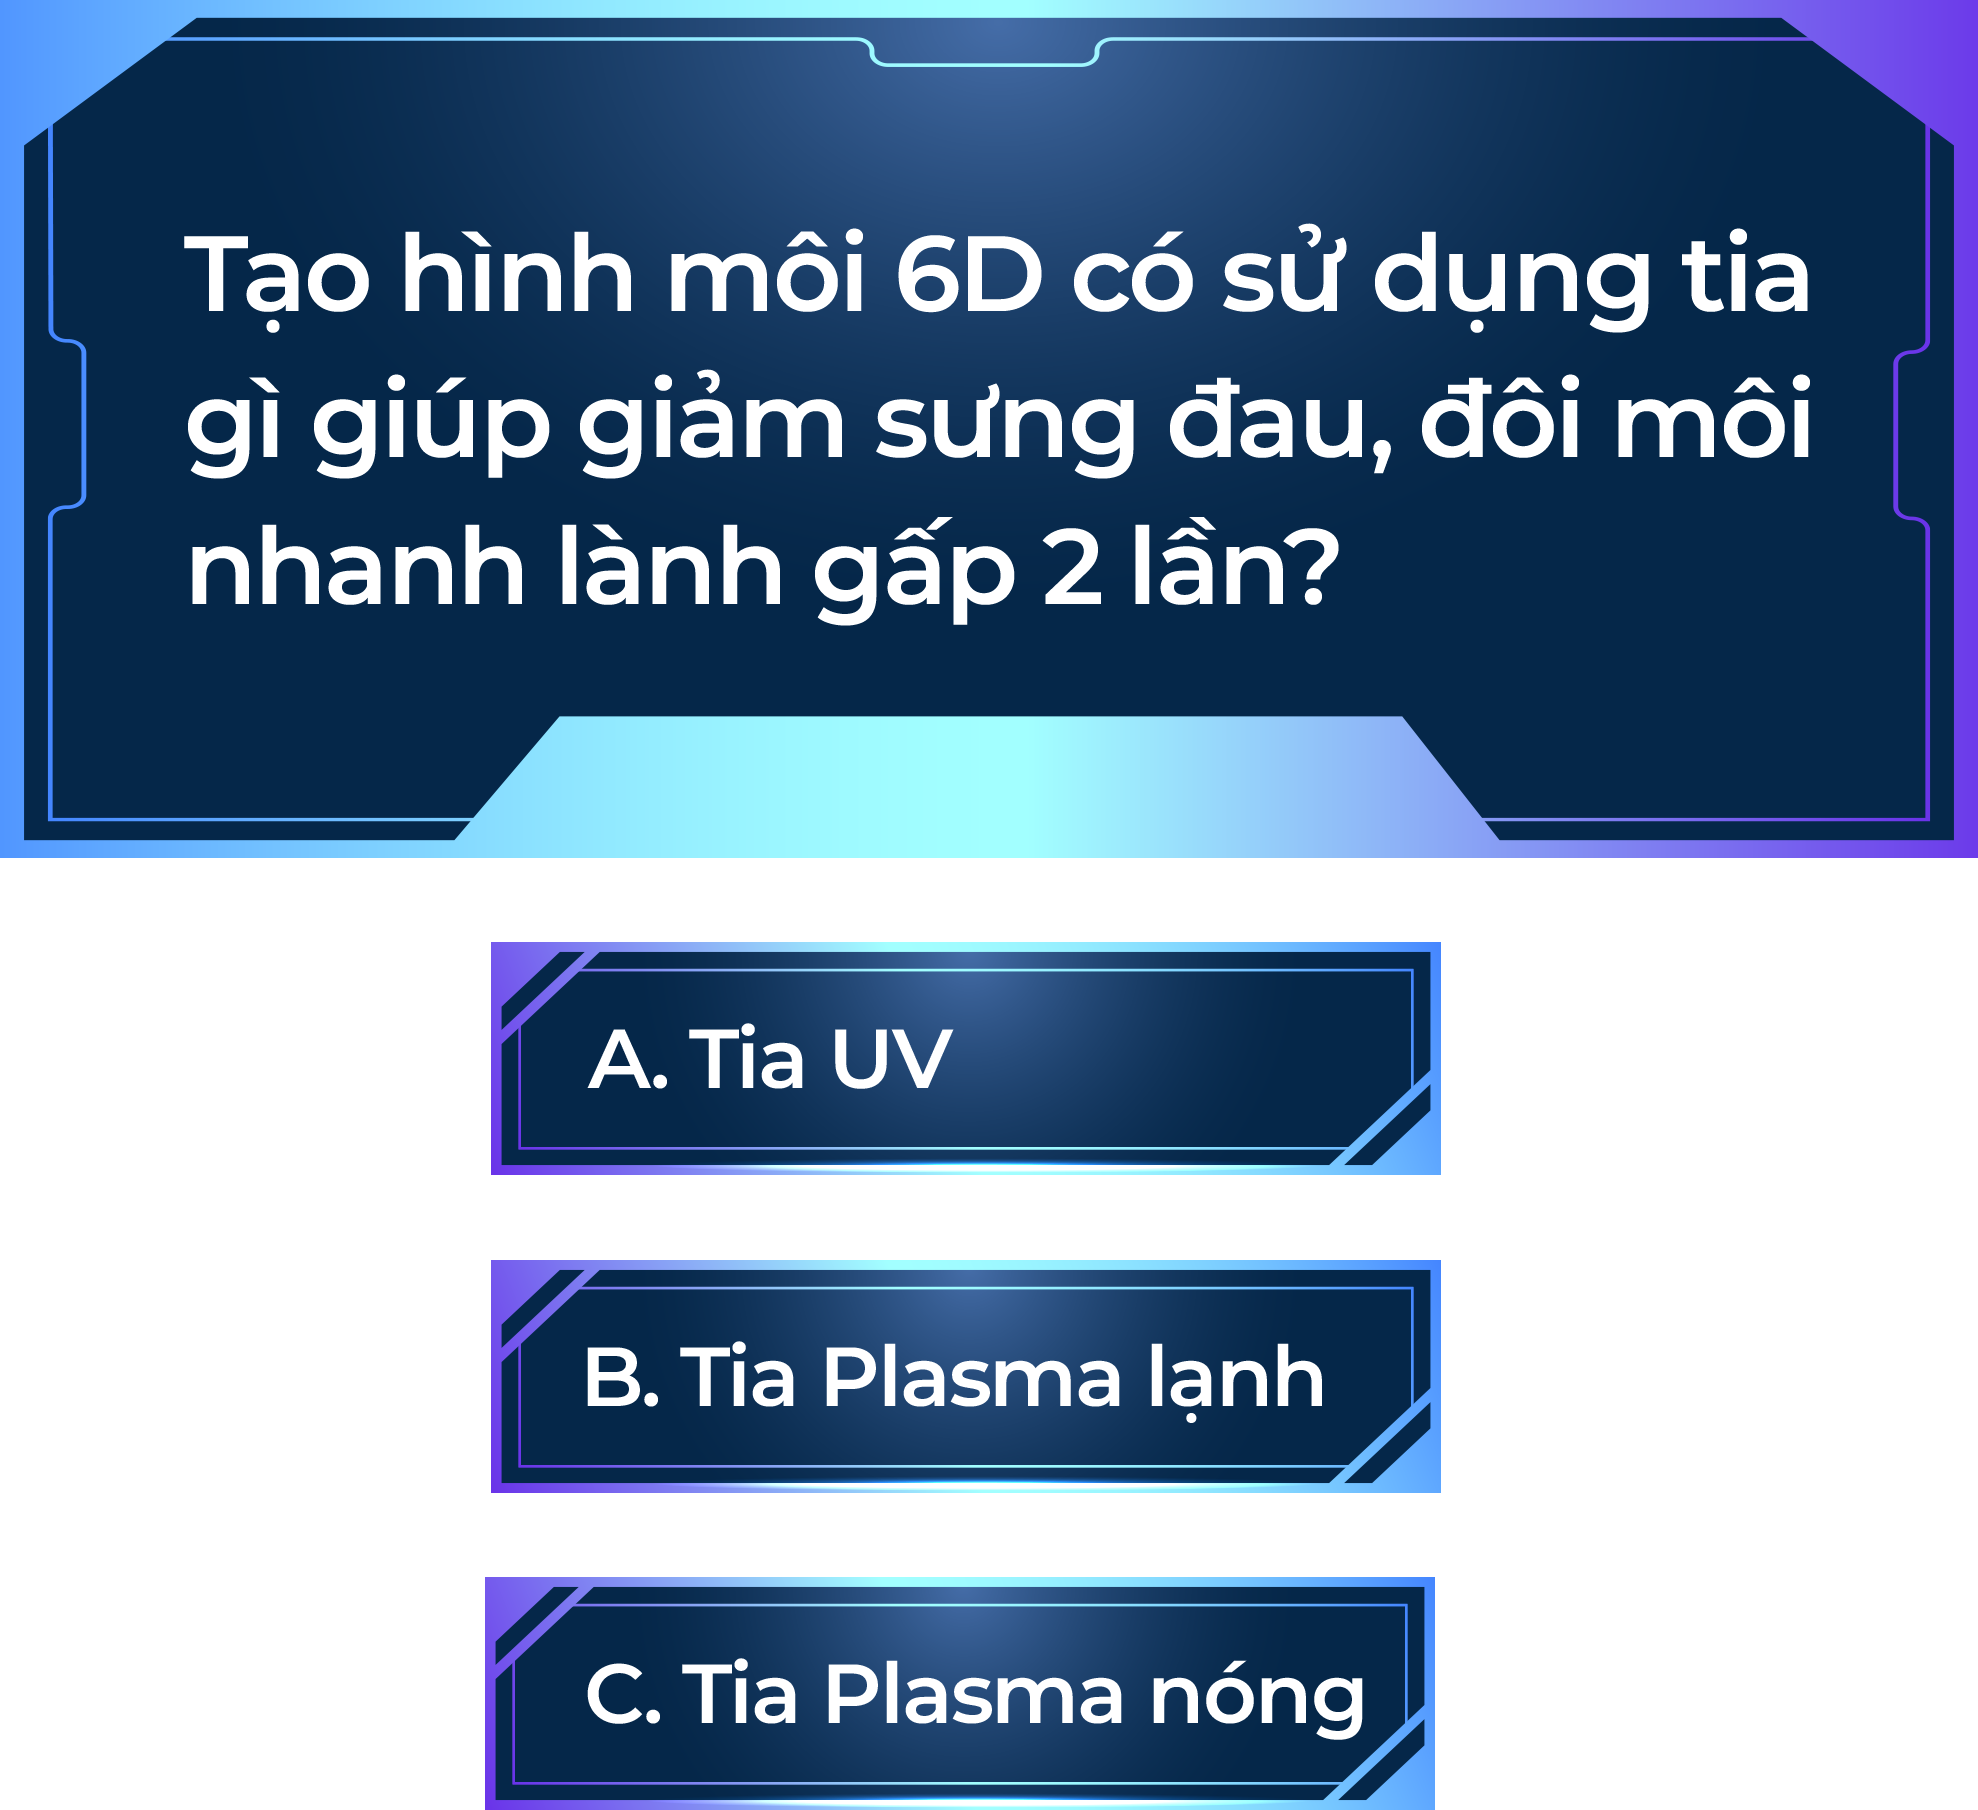 Tạo hình môi 6D có sử dụng tia
gì giúp giảm sưng đau, đôi môi
nhanh lành gấp 2 lần?
A. Tia UV
B. Tia Plasma lạnh
C. Tia Plasma nóng